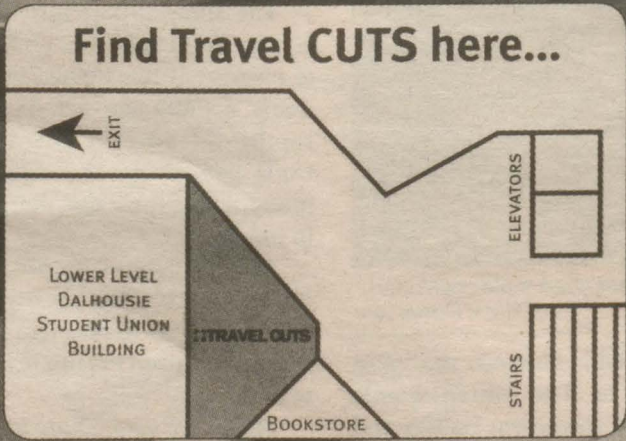 Find Travel CUTS here...
EXIT
ELEVATORS
LOWER LEVEL
DALHOUSIE
STUDENT UNION
BUILDING
::TRAVEL CUTS
STAIRS
BOOKSTORE